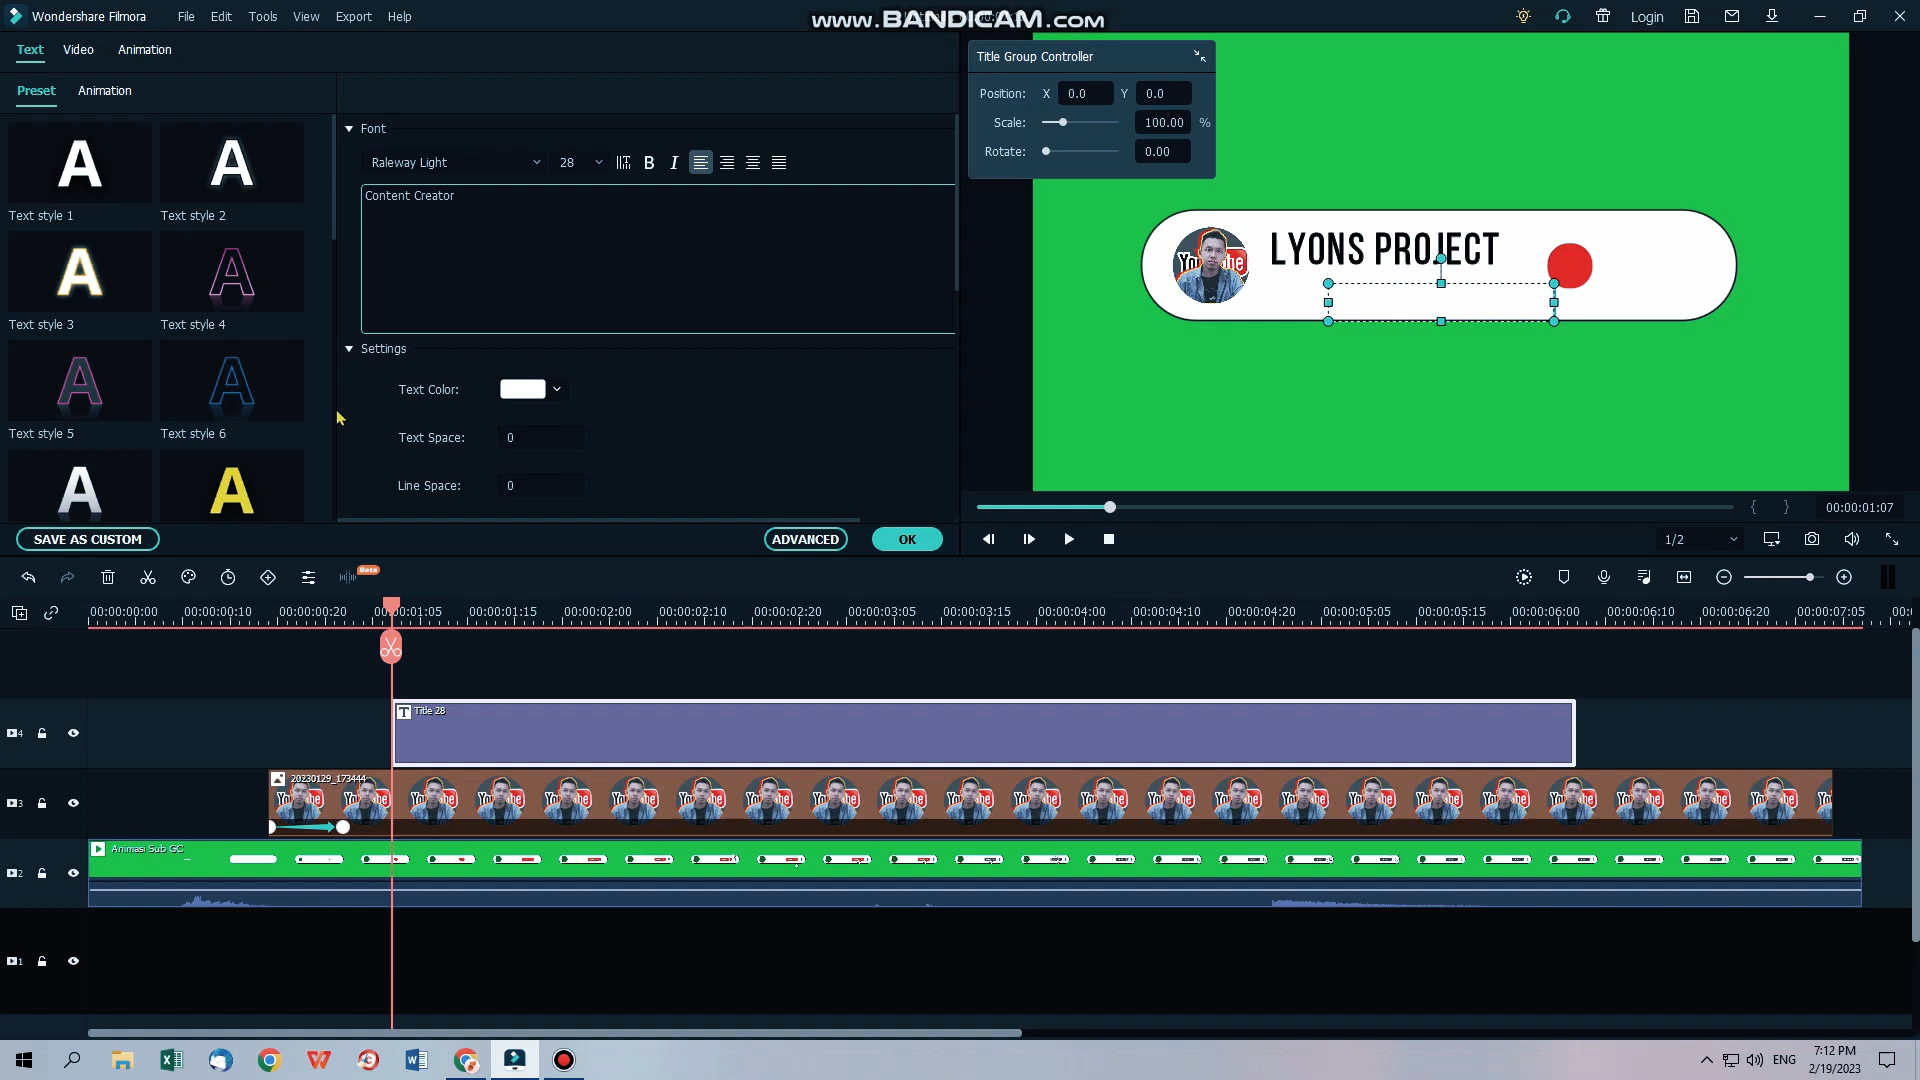 Wondershare Filmora
File Edit Tools View Export Help
www.BANDICAM.com
Login
Text Video Animation
Preset Animation
Text style 1
Text style 2
Text style 3
Text style 4
Text style 5
Text style 6
Font
Raleway Light 28
Content Creator
Settings
Text Color:
Text Space: 0
Line Space: 0
SAVE AS CUSTOM
ADVANCED
OK
Title Group Controller
Position: X 0.0 Y 0.0
Scale: 100.00 %
Rotate: 0.00
LYONS PROJECT
00:00:01:07
1/2
Beta
00:00:00:00 00:00:00:10 00:00:00:20 00:00:01:05 00:00:01:15 00:00:02:00 00:00:02:10 00:00:02:20 00:00:03:05 00:00:03:15 00:00:04:00 00:00:04:10 00:00:04:20 00:00:05:05 00:00:05:15 00:00:06:00 00:00:06:10 00:00:06:20 00:00:07:05
4
Title 28
3
20230129_173444
2
Animasi Sub GC
1
ENG
7:12 PM
2/19/2023